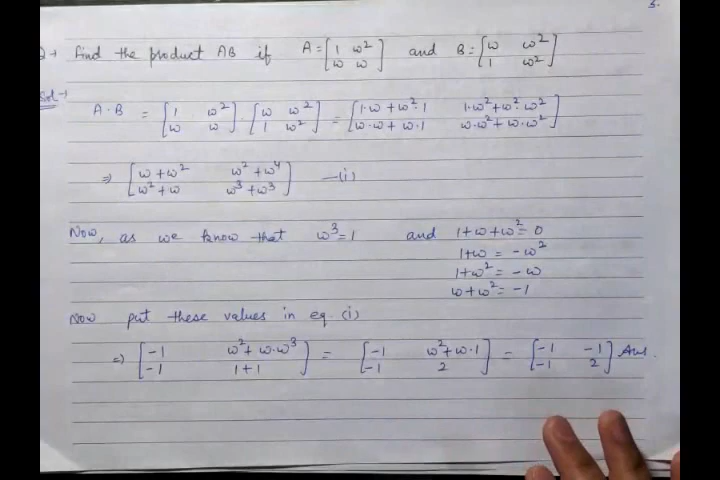 5.
Q→ Find the product AB if A = [1 ω² ; ω ω] and B = [ω ω² ; 1 ω²]
Sol→
A·B = [1 ω² ; ω ω] · [ω ω² ; 1 ω²] = [1·ω + ω²·1 1·ω² + ω²·ω² ; ω·ω + ω·1 ω·ω² + ω·ω²]
⇒ [ω + ω² ω² + ω⁴ ; ω² + ω ω³ + ω³] —(i)
Now, as we know that ω³ = 1 and 1 + ω + ω² = 0
1 + ω = - ω²
1 + ω² = - ω
ω + ω² = -1
Now put these values in eq (i)
⇒ [-1 ω² + ω·ω³ ; -1 1 + 1] = [-1 ω² + ω·1 ; -1 2] = [-1 -1 ; -1 2] Ans.